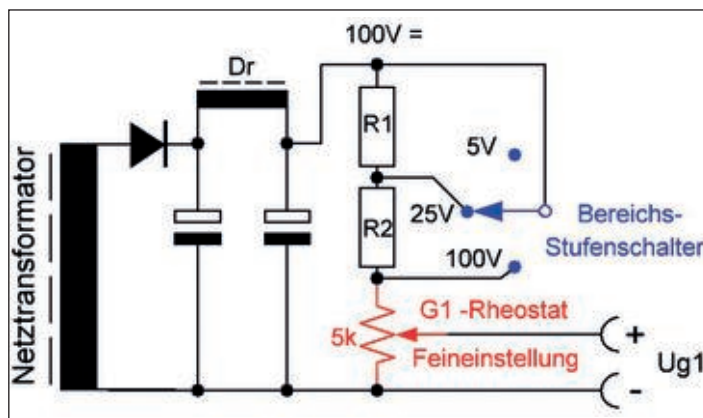 100V =
Dr
R1
5V
25V
Bereichs-
Stufenschalter
R2
100V
Netztransformator
G1 -Rheostat
5k
Feineinstellung
+
Ug1
-